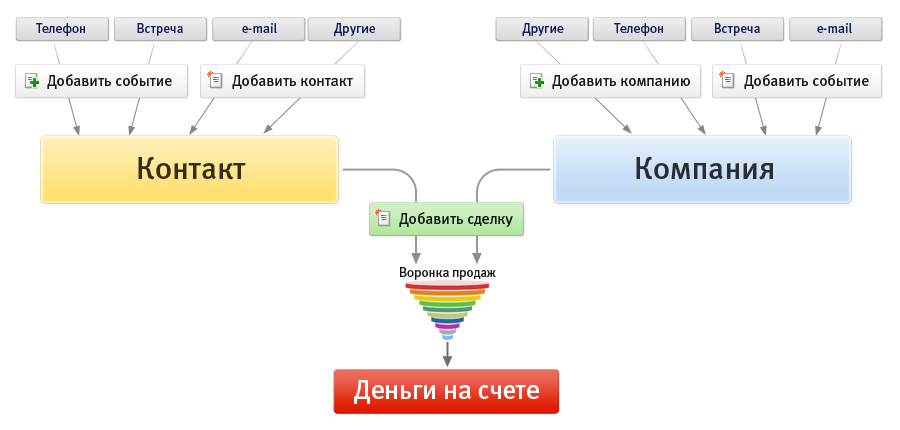 Телефон
Встреча
e-mail
Другие
Другие
Телефон
Встреча
e-mail
Добавить событие
Добавить контакт
Добавить компанию
Добавить событие
Контакт
Компания
Добавить сделку
Воронка продаж
Деньги на счете